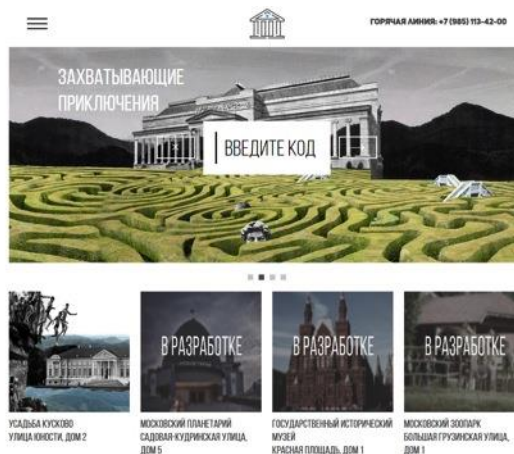 ГОРЯЧАЯ ЛИНИЯ: +7 (985) 113-42-00
ЗАХВАТЫВАЮЩИЕ
ПРИКЛЮЧЕНИЯ
ВВЕДИТЕ КОД
В РАЗРАБОТКЕ
В РАЗРАБОТКЕ
В РАЗРАБОТКЕ
УСАДЬБА КУСКОВО
УЛИЦА ЮНОСТИ, ДОМ 2
МОСКОВСКИЙ ПЛАНЕТАРИЙ
САДОВАЯ-КУДРИНСКАЯ УЛИЦА,
ДОМ 5
ГОСУДАРСТВЕННЫЙ ИСТОРИЧЕСКИЙ
МУЗЕЙ
КРАСНАЯ ПЛОЩАДЬ, ДОМ 1
МОСКОВСКИЙ ЗООПАРК
БОЛЬШАЯ ГРУЗИНСКАЯ УЛИЦА,
ДОМ 1